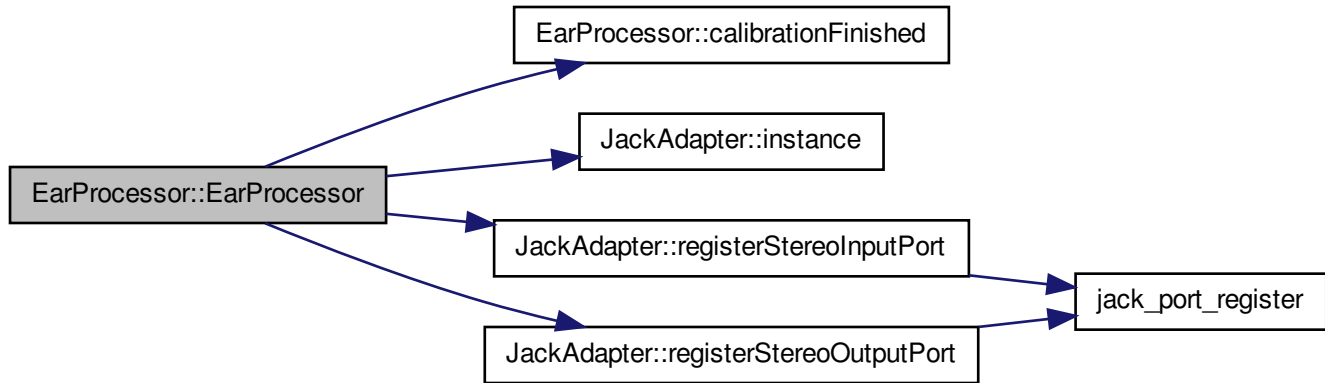 EarProcessor::calibrationFinished
JackAdapter::instance
EarProcessor::EarProcessor
JackAdapter::registerStereoInputPort
jack_port_register
JackAdapter::registerStereoOutputPort